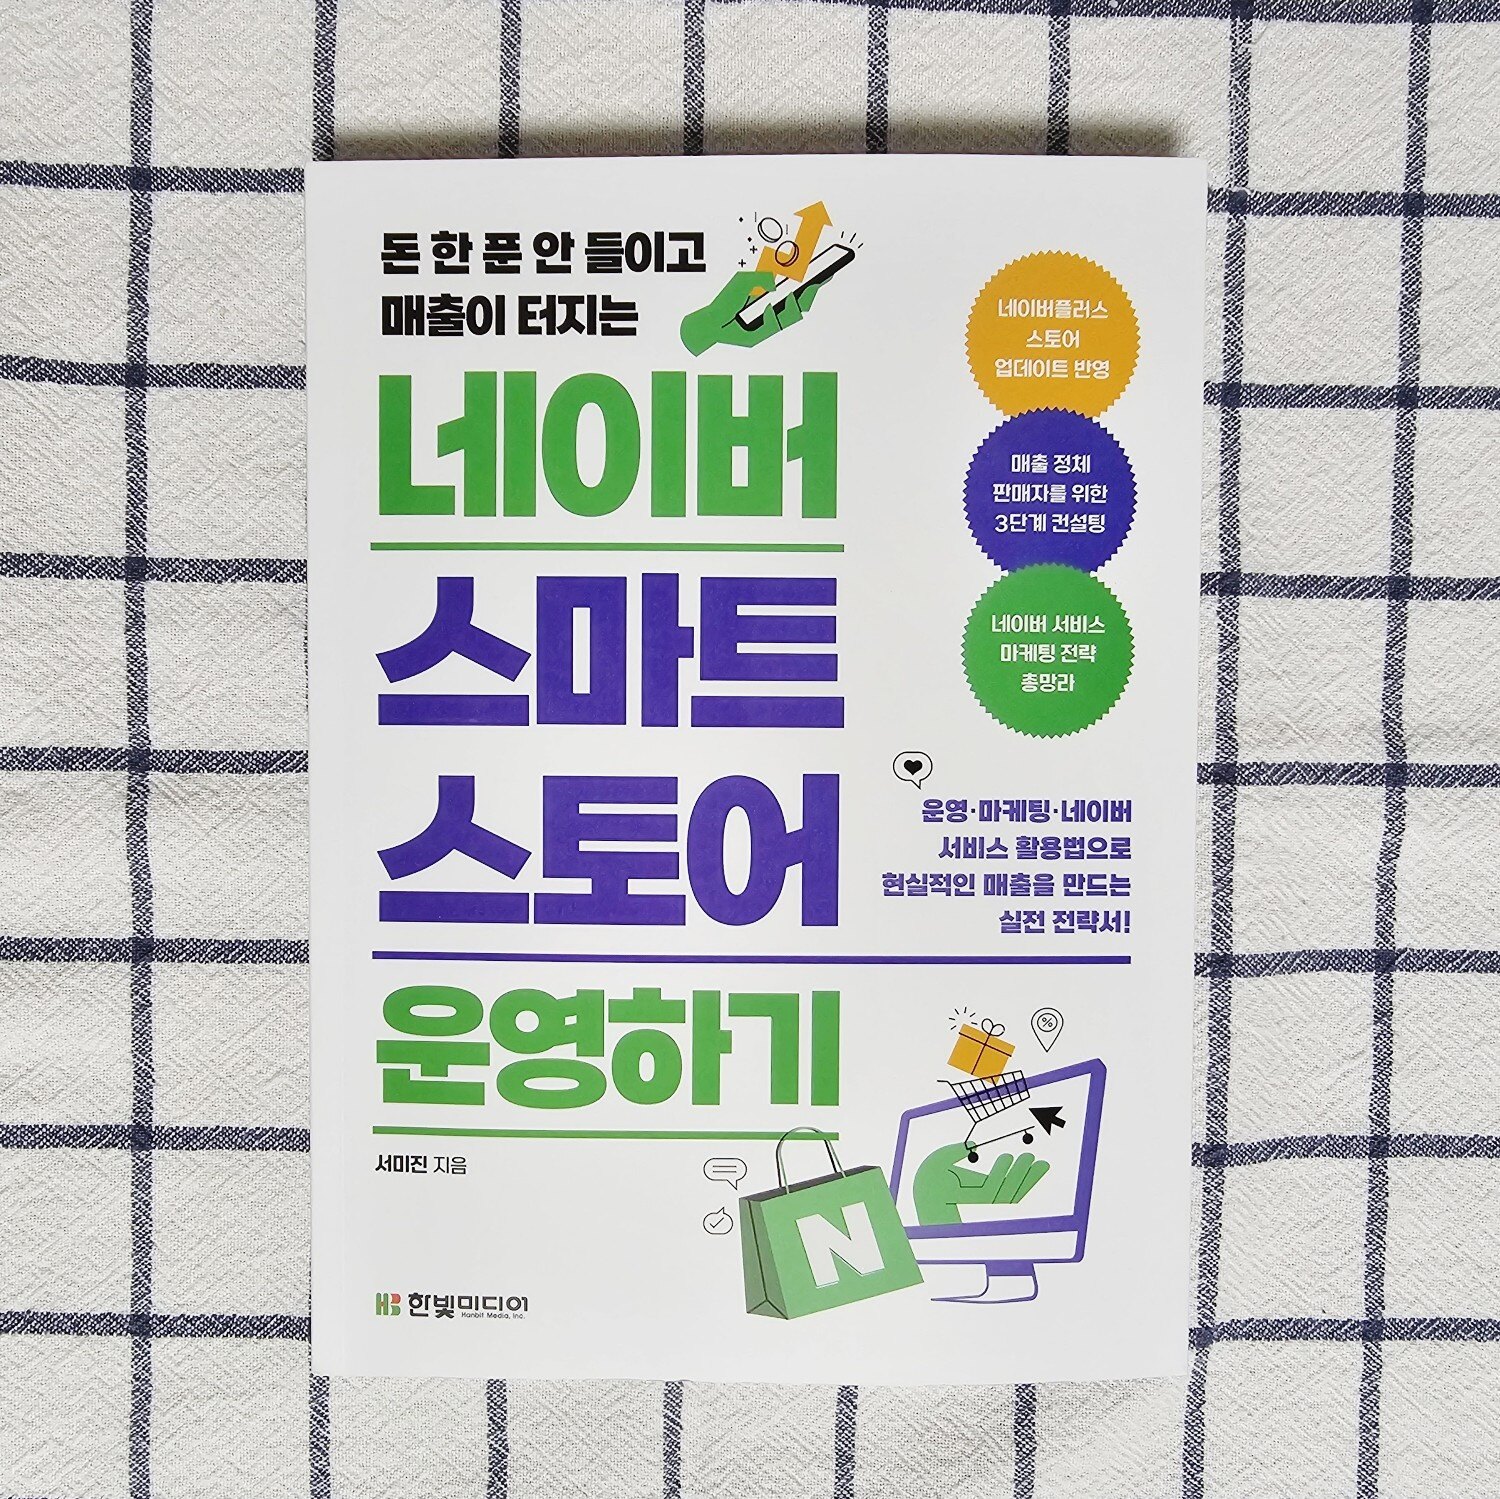 돈 한 푼 안 들이고
매출이 터지는
네이버
스마트
스토어
운영하기
서미진 지음
네이버플러스
스토어
업데이트 반영
매출 정체
판매자를 위한
3단계 컨설팅
네이버 서비스
마케팅 전략
총망라
운영·마케팅·네이버
서비스 활용법으로
현실적인 매출을 만드는
실전 전략서!
%
N
HB 한빛미디어
Hanbit Media, Inc.